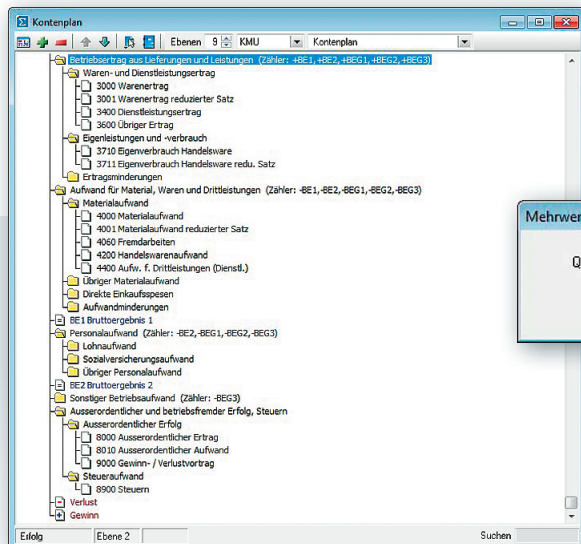 Kontenplan
Ebenen 9 KMU Kontenplan
Betriebsertrag aus Lieferungen und Leistungen (Zähler: +BE1,+BE2,+BEG1,+BEG2,+BEG3)
Waren- und Dienstleistungsertrag
3000 Warenertrag
3001 Warenertrag reduzierter Satz
3400 Dienstleistungsertrag
3600 Übriger Ertrag
Eigenleistungen und -verbrauch
3710 Eigenverbrauch Handelsware
3711 Eigenverbrauch Handelsware redu. Satz
Ertragsminderungen
Aufwand für Material, Waren und Drittleistungen (Zähler: -BE1,-BE2,-BEG1,-BEG2,-BEG3)
Materialaufwand
4000 Materialaufwand
4001 Materialaufwand reduzierter Satz
4060 Fremdarbeiten
4200 Handelswarenaufwand
4400 Aufw. f. Drittleistungen (Dienstl.)
Übriger Materialaufwand
Direkte Einkaufsspesen
Aufwandminderungen
BE1 Bruttoergebnis 1
Personalaufwand (Zähler: -BE2,-BEG1,-BEG2,-BEG3)
Lohnaufwand
Sozialversicherungsaufwand
Übriger Personalaufwand
BE2 Bruttoergebnis 2
Sonstiger Betriebsaufwand (Zähler: -BEG3)
Ausserordentlicher und betriebsfremder Erfolg, Steuern
Ausserordentlicher Erfolg
8000 Ausserordentlicher Ertrag
8010 Ausserordentlicher Aufwand
9000 Gewinn- / Verlustvortrag
Steueraufwand
8900 Steuern
Verlust
Gewinn
Erfolg Ebene 2 Suchen
Mehrwer
Q